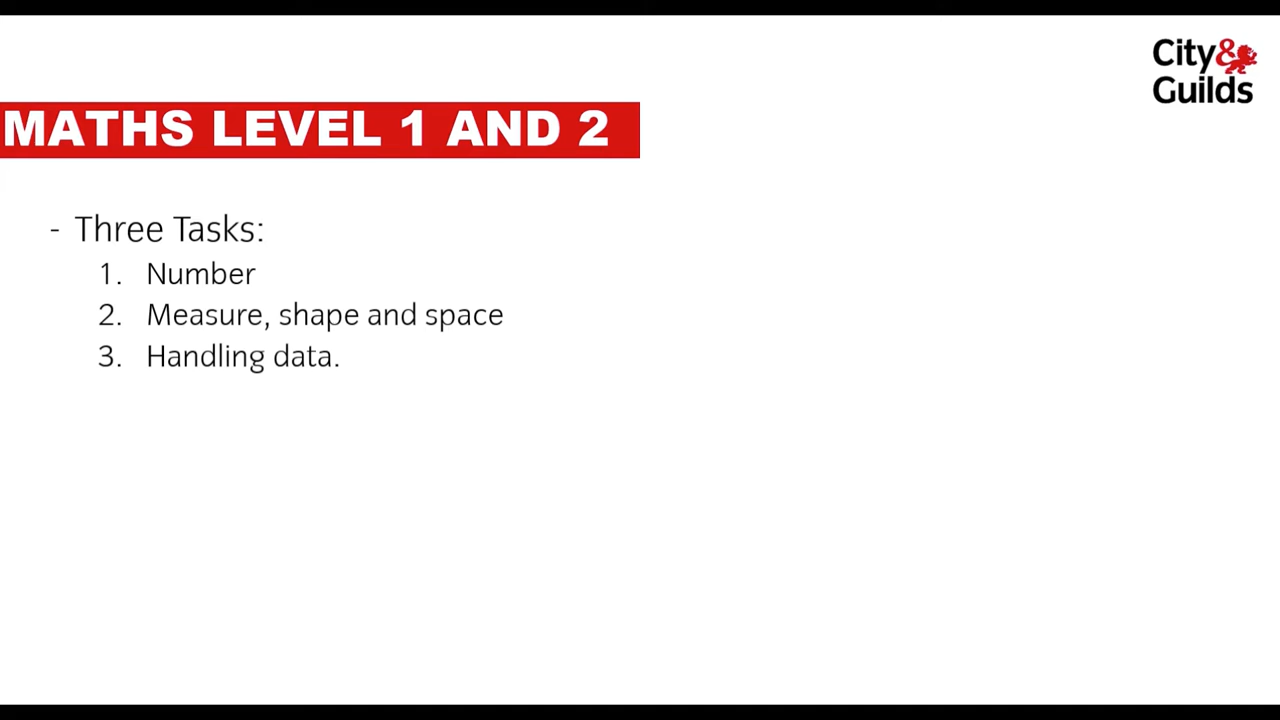 City&
Guilds
MATHS LEVEL 1 AND 2
- Three Tasks:
1. Number
2. Measure, shape and space
3. Handling data.